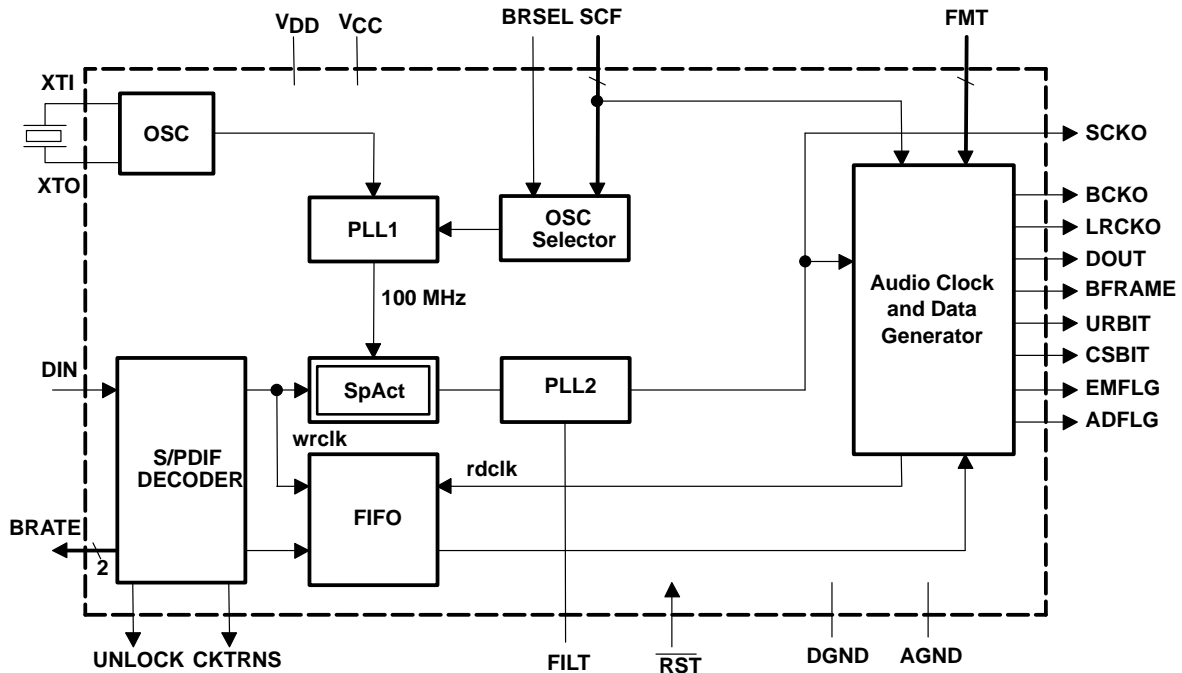 VDD
VCC
BRSEL SCF
FMT
XTI
OSC
XTO
SCKO
PLL1
OSC
Selector
BCKO
LRCKO
DOUT
BFRAME
URBIT
CSBIT
EMFLG
ADFLG
Audio Clock
and Data
Generator
100 MHz
DIN
SpAct
PLL2
wrclk
S/PDIF
DECODER
rdclk
FIFO
BRATE
2
UNLOCK CKTRNS
FILT
RST
DGND
AGND